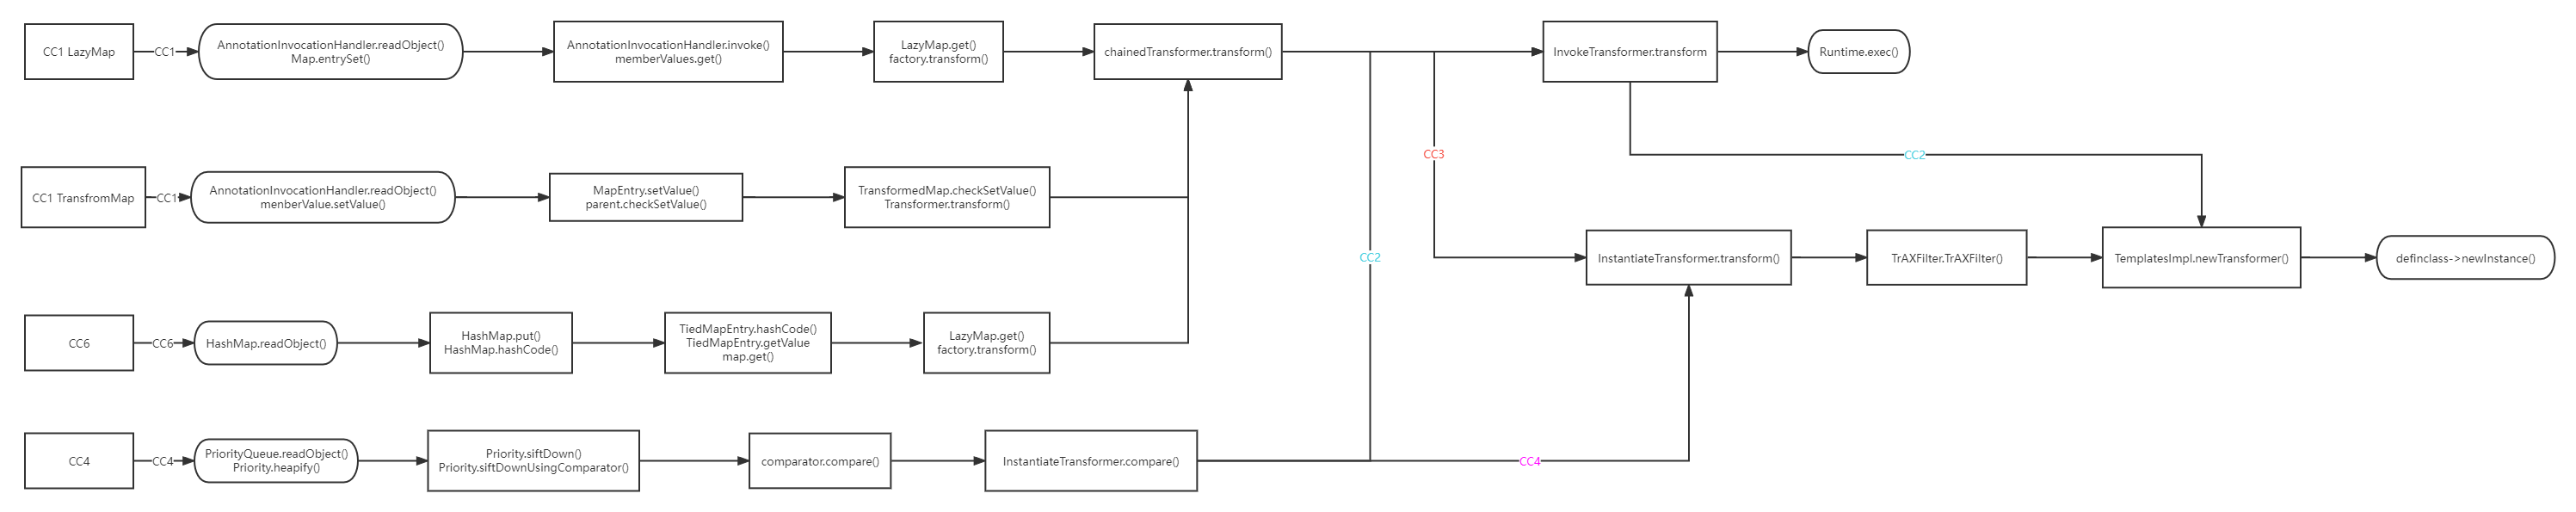 CC1 LazyMap
CC1
AnnotationInvocationHandler.readObject()
Map.entrySet()
AnnotationInvocationHandler.invoke()
memberValues.get()
LazyMap.get()
factory.transform()
chainedTransformer.transform()
InvokeTransformer.transform
Runtime.exec()
CC3
CC2
CC1 TransfromMap
CC1
AnnotationInvocationHandler.readObject()
menberValue.setValue()
MapEntry.setValue()
parent.checkSetValue()
TransformedMap.checkSetValue()
Transformer.transform()
CC2
InstantiateTransformer.transform()
TrAXFilter.TrAXFilter()
TemplatesImpl.newTransformer()
definclass->newInstance()
CC6
CC6
HashMap.readObject()
HashMap.put()
HashMap.hashCode()
TiedMapEntry.hashCode()
TiedMapEntry.getValue
map.get()
LazyMap.get()
factory.transform()
CC4
CC4
PriorityQueue.readObject()
Priority.heapify()
Priority.siftDown()
Priority.siftDownUsingComparator()
comparator.compare()
InstantiateTransformer.compare()
CC4